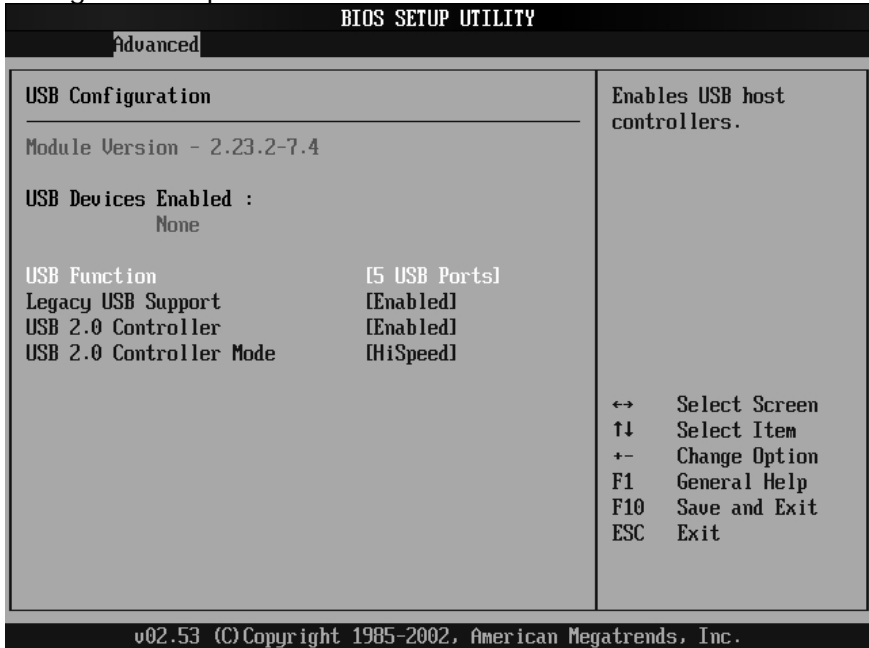 BIOS SETUP UTILITY
Advanced
USB Configuration
Module Version - 2.23.2-7.4
USB Devices Enabled :
None
USB Function [5 USB Ports]
Legacy USB Support [Enabled]
USB 2.0 Controller [Enabled]
USB 2.0 Controller Mode [HiSpeed]
Enables USB host
controllers.
←→ Select Screen
↑↓ Select Item
+- Change Option
F1 General Help
F10 Save and Exit
ESC Exit
v02.53 (C)Copyright 1985-2002, American Megatrends, Inc.